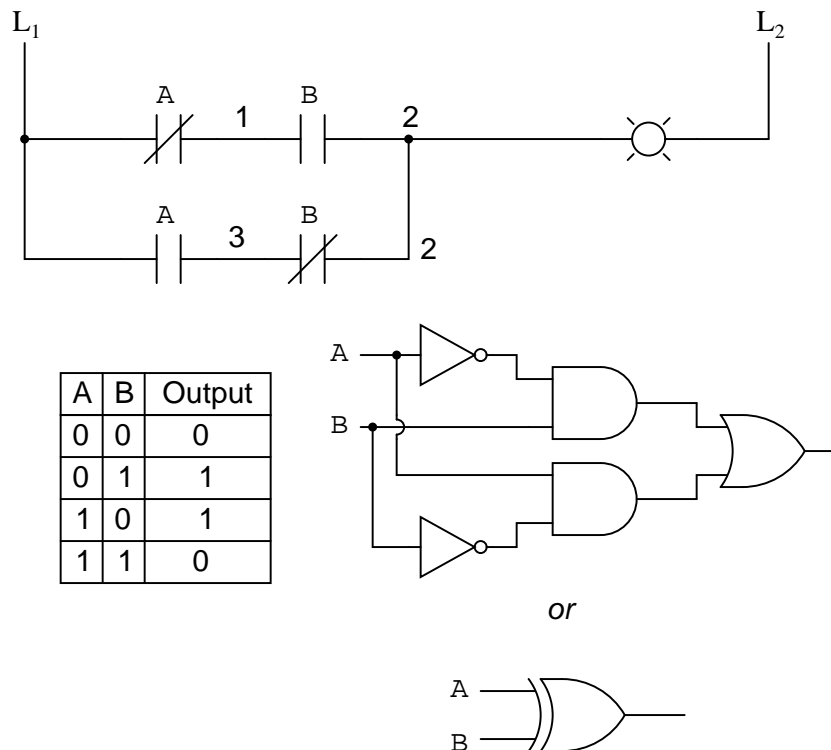 L₁ L₂
A 1 B 2
A 3 B 2
A B Output
0 0 0
0 1 1
1 0 1
1 1 0
A
B
or
A
B